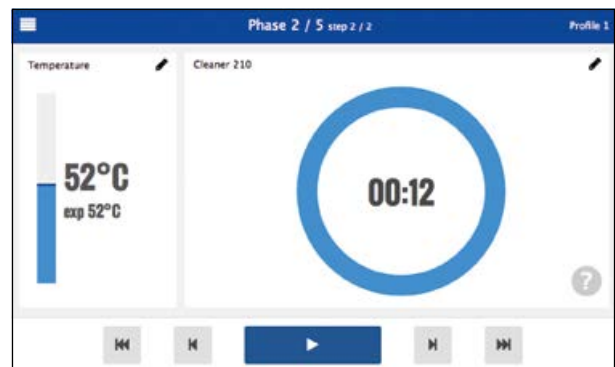 Phase 2 / 5 step 2 / 2
Profile 1
Temperature
Cleaner 210
52°C
exp 52°C
00:12
?